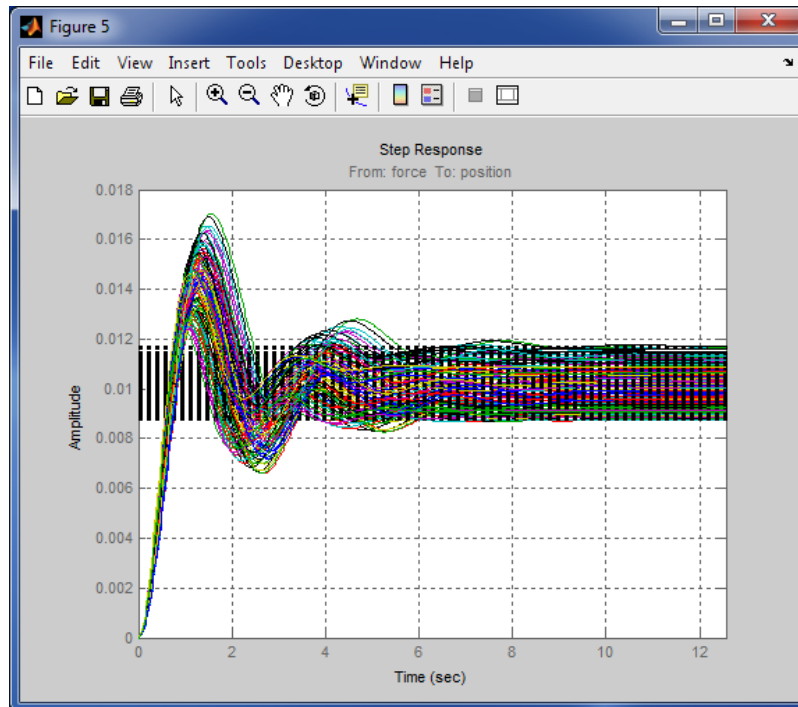 Figure 5
File Edit View Insert Tools Desktop Window Help
Step Response
From: force To: position
0.018
0.016
0.014
0.012
0.01
0.008
0.006
0.004
0.002
0
Amplitude
0 2 4 6 8 10 12
Time (sec)